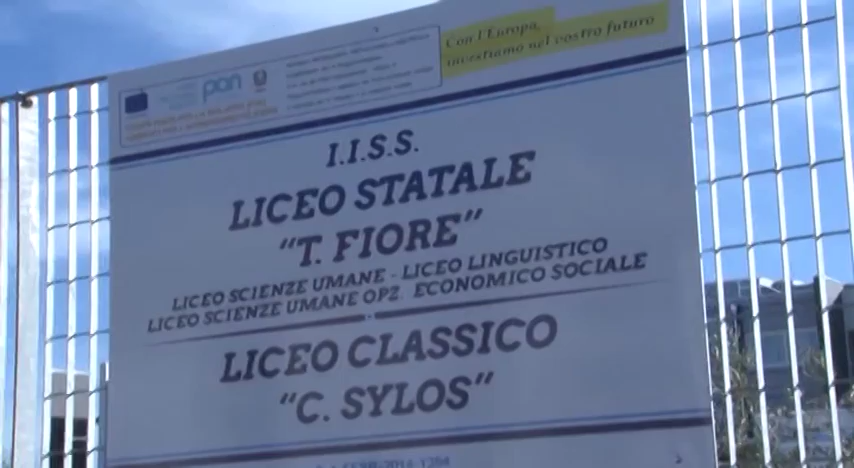 pon
Con l'Europa,
investiamo nel vostro futuro
I.I.S.S.
LICEO STATALE
"T. FIORE"
LICEO SCIENZE UMANE - LICEO LINGUISTICO
LICEO SCIENZE UMANE OPZ. ECONOMICO SOCIALE
LICEO CLASSICO
"C. SYLOS"